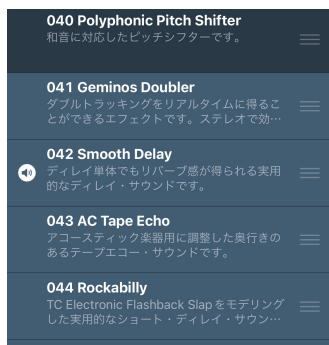 040 Polyphonic Pitch Shifter
和音に対応したピッチシフターです。
041 Geminos Doubler
ダブルトラッキングをリアルタイムに得るこ
とができるエフェクトです。ステレオで効…
042 Smooth Delay
ディレイ単体でもリバーブ感が得られる実用
的なディレイ・サウンドです。
043 AC Tape Echo
アコースティック楽器用に調整した奥行きの
あるテープエコー・サウンドです。
044 Rockabilly
TC Electronic Flashback Slapをモデリング
した実用的なショート・ディレイ・サウン…